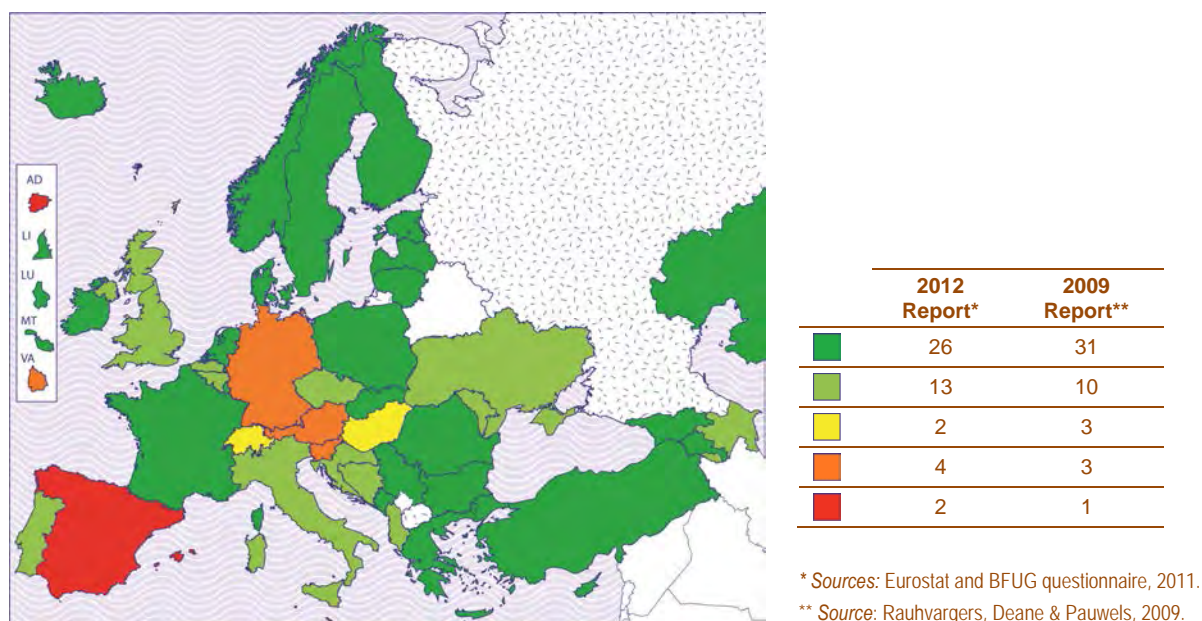 AD
LI
LU
MT
VA
2012 Report* 2009 Report**
26 31
13 10
2 3
4 3
2 1
* Sources: Eurostat and BFUG questionnaire, 2011.
** Source: Rauhvargers, Deane & Pauwels, 2009.